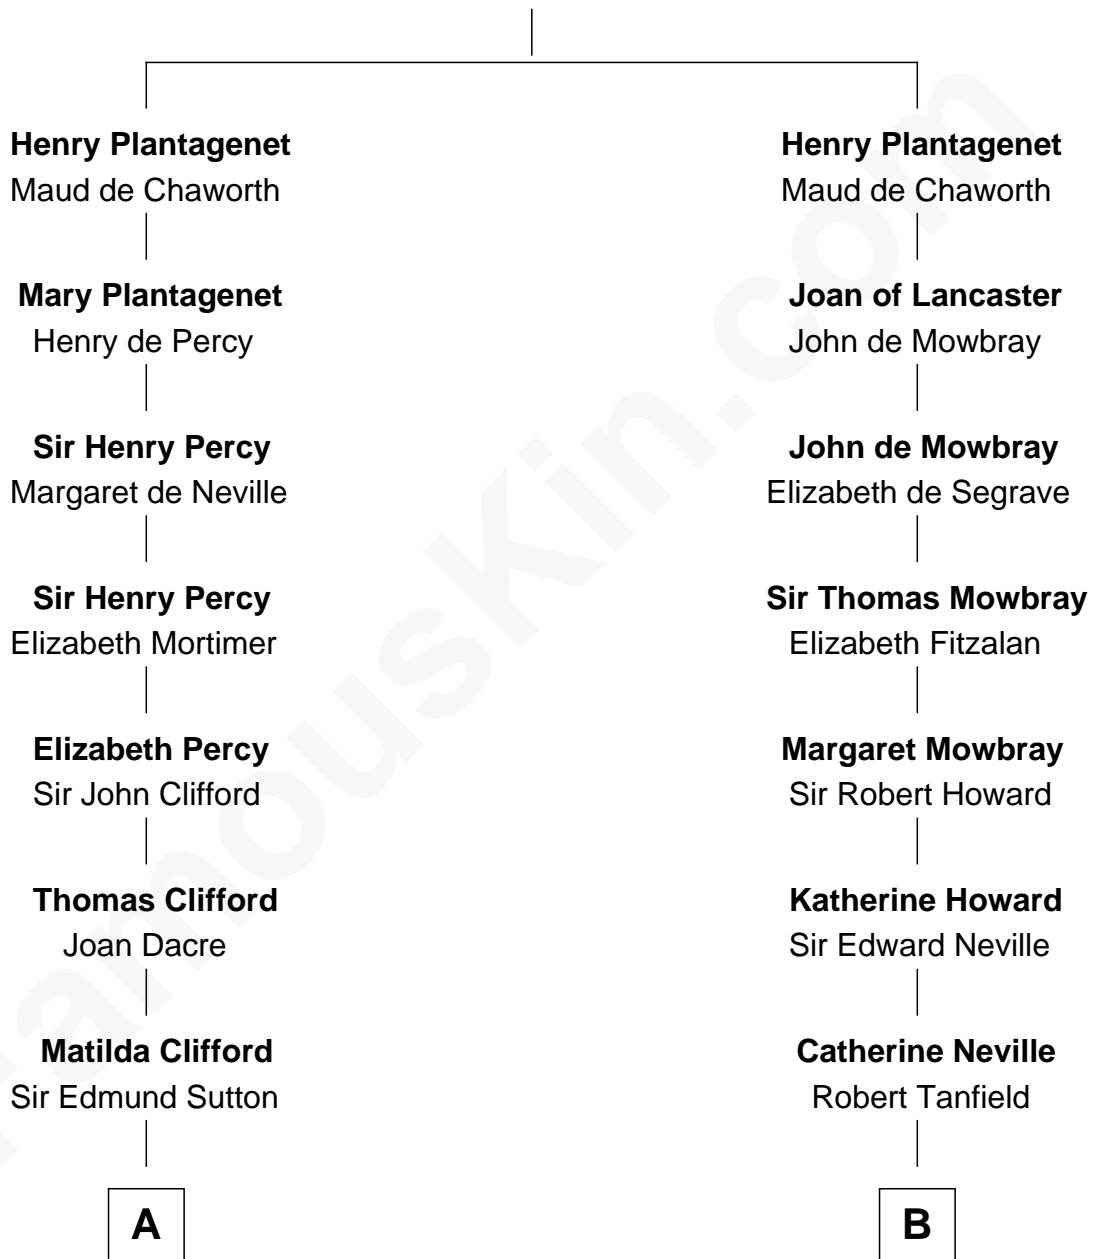 Henry Plantagenet
Maud de Chaworth
Mary Plantagenet
Henry de Percy
Sir Henry Percy
Margaret de Neville
Sir Henry Percy
Elizabeth Mortimer
Elizabeth Percy
Sir John Clifford
Thomas Clifford
Joan Dacre
Matilda Clifford
Sir Edmund Sutton
A
Henry Plantagenet
Maud de Chaworth
Joan of Lancaster
John de Mowbray
John de Mowbray
Elizabeth de Segrave
Sir Thomas Mowbray
Elizabeth Fitzalan
Margaret Mowbray
Sir Robert Howard
Katherine Howard
Sir Edward Neville
Catherine Neville
Robert Tanfield
B
FamousKin.com